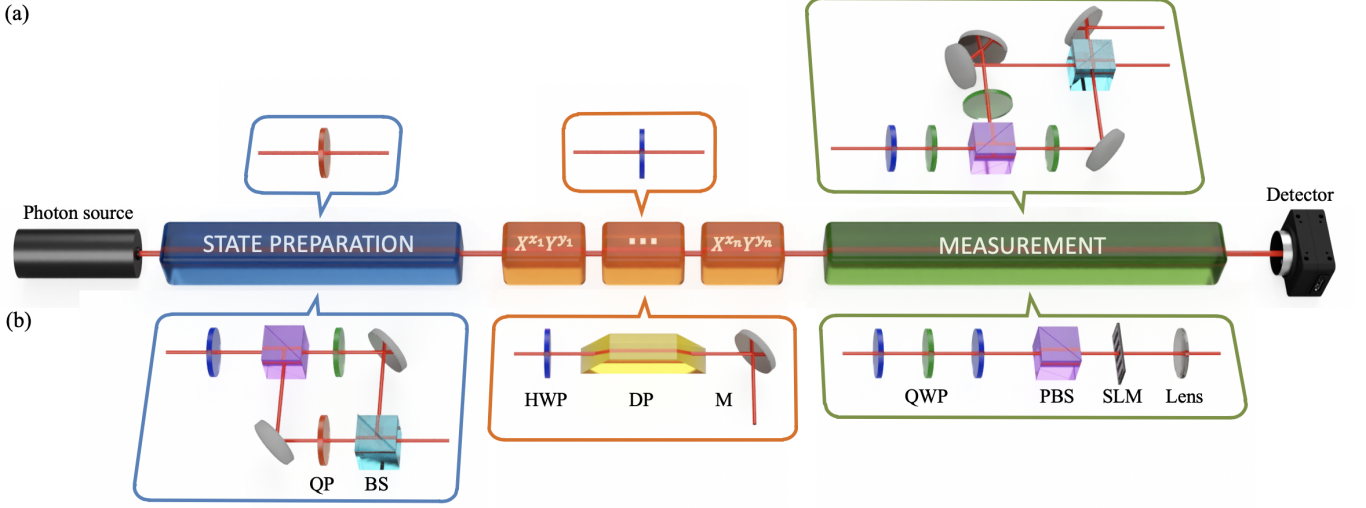 (a)
Photon source
Detector
STATE PREPARATION
X^{x_1}Y^{y_1}
...
X^{x_n}Y^{y_n}
MEASUREMENT
(b)
HWP
DP
M
QWP
PBS
SLM
Lens
QP
BS